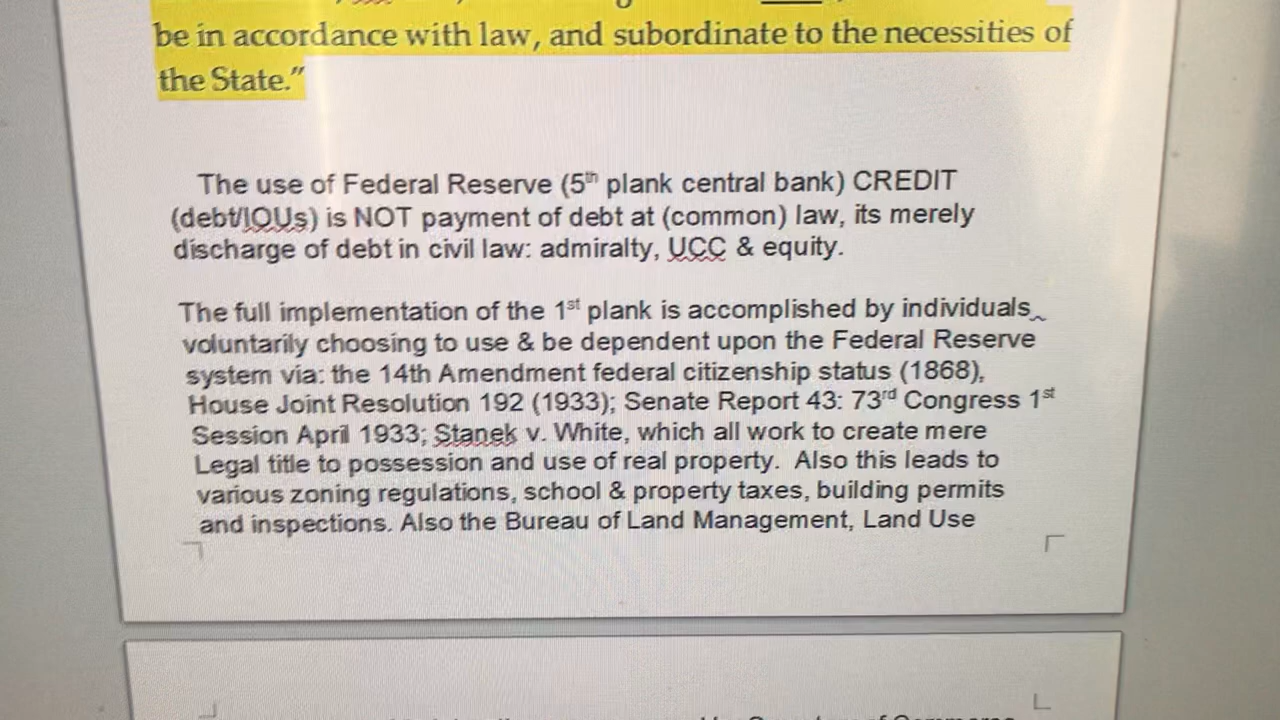 be in accordance with law, and subordinate to the necessities of
the State.”
The use of Federal Reserve (5th plank central bank) CREDIT
(debt/IOUs) is NOT payment of debt at (common) law, its merely
discharge of debt in civil law: admiralty, UCC & equity.
The full implementation of the 1st plank is accomplished by individuals
voluntarily choosing to use & be dependent upon the Federal Reserve
system via: the 14th Amendment federal citizenship status (1868),
House Joint Resolution 192 (1933); Senate Report 43: 73rd Congress 1st
Session April 1933; Stanek v. White, which all work to create mere
Legal title to possession and use of real property. Also this leads to
various zoning regulations, school & property taxes, building permits
and inspections. Also the Bureau of Land Management, Land Use